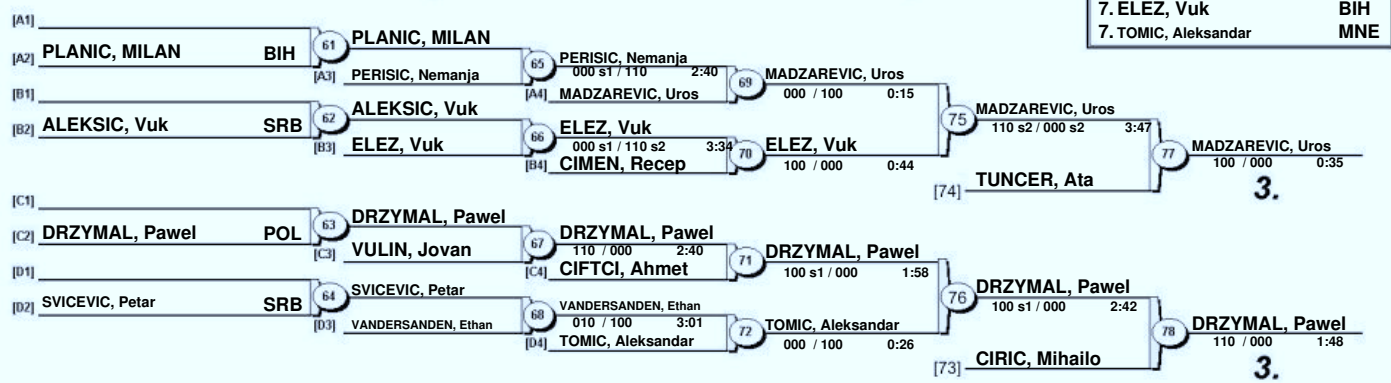 7. ELEZ, Vuk BIH
7. TOMIC, Aleksandar MNE
[A1]
[A2] PLANIC, MILAN BIH
61 PLANIC, MILAN
[A3] PERISIC, Nemanja
65 PERISIC, Nemanja
000 s1 / 110 2:40
[A4] MADZAREVIC, Uros
69 MADZAREVIC, Uros
000 / 100 0:15
[B1]
[B2] ALEKSIC, Vuk SRB
62 ALEKSIC, Vuk
[B3] ELEZ, Vuk
66 ELEZ, Vuk
000 s1 / 110 s2 3:34
[B4] CIMEN, Recep
70 ELEZ, Vuk
100 / 000 0:44
75 MADZAREVIC, Uros
110 s2 / 000 s2 3:47
[74] TUNCER, Ata
77 MADZAREVIC, Uros
100 / 000 0:35
3.
[C1]
[C2] DRZYMAL, Pawel POL
63 DRZYMAL, Pawel
[C3] VULIN, Jovan
67 DRZYMAL, Pawel
110 / 000 2:40
[C4] CIFTCI, Ahmet
71 DRZYMAL, Pawel
100 s1 / 000 1:58
[D1]
[D2] SVICEVIC, Petar SRB
64 SVICEVIC, Petar
[D3] VANDERSANDEN, Ethan
68 VANDERSANDEN, Ethan
010 / 100 3:01
[D4] TOMIC, Aleksandar
72 TOMIC, Aleksandar
000 / 100 0:26
76 DRZYMAL, Pawel
100 s1 / 000 2:42
[73] CIRIC, Mihailo
78 DRZYMAL, Pawel
110 / 000 1:48
3.